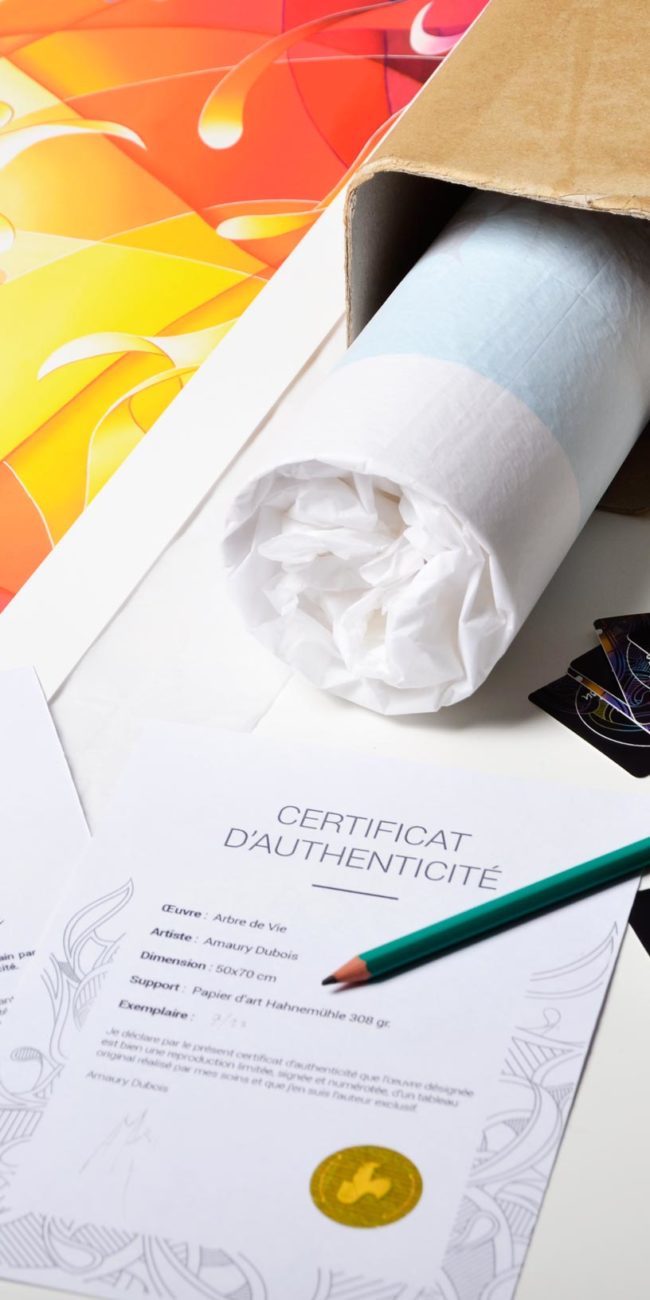 CERTIFICAT
D'AUTHENTICITÉ
Œuvre : Arbre de Vie
Artiste : Amaury Dubois
Dimension : 50x70 cm
Support : Papier d'art Hahnemühle 308 gr.
Exemplaire :
Je déclare par le présent certificat d'authenticité que l'œuvre désignée
est bien une reproduction limitée, signée et numérotée, d'un tableau
original réalisé par mes soins et que j'en suis l'auteur exclusif.
Amaury Dubois
ain par
cité.